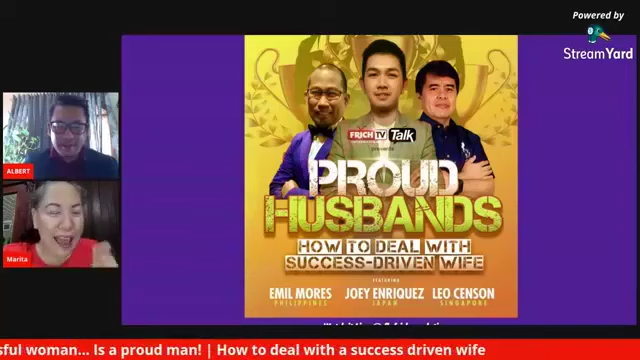 Powered by
StreamYard
FRICH TV Talk
presents
PROUD
HUSBANDS
HOW TO DEAL WITH
SUCCESS-DRIVEN WIFE
FEATURING
EMIL MORES
PHILIPPINES
JOEY ENRIQUEZ
JAPAN
LEO CENSON
SINGAPORE
ALBERT
Marita
sful woman... Is a proud man! | How to deal with a success driven wife